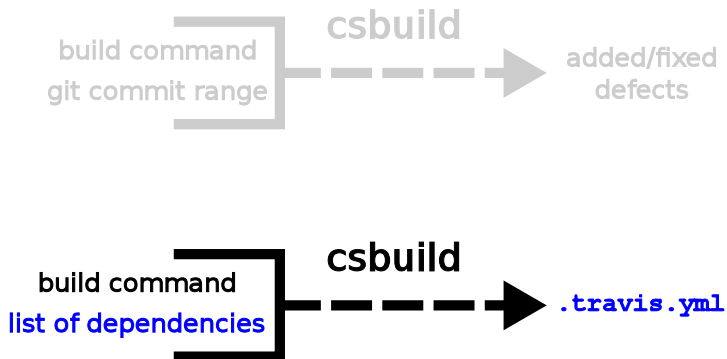 csbuild
build command
git commit range
added/fixed
defects
csbuild
build command
list of dependencies
.travis.yml